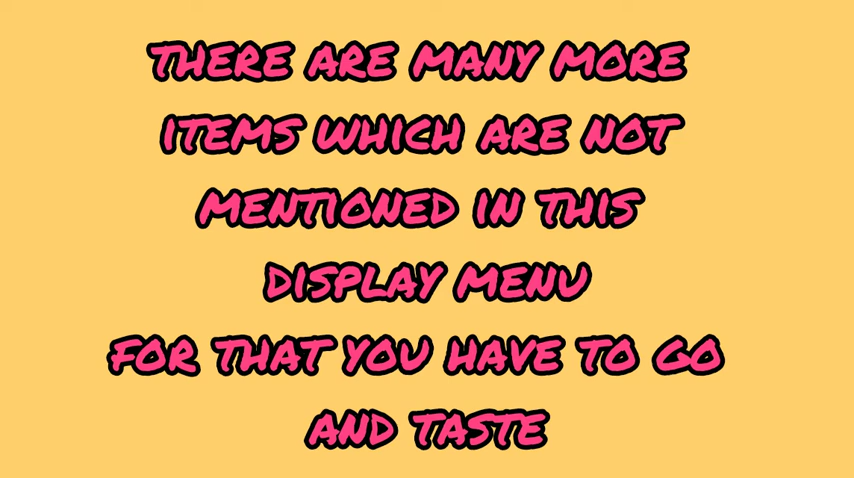 THERE ARE MANY MORE
ITEMS WHICH ARE NOT
MENTIONED IN THIS
DISPLAY MENU
FOR THAT YOU HAVE TO GO
AND TASTE